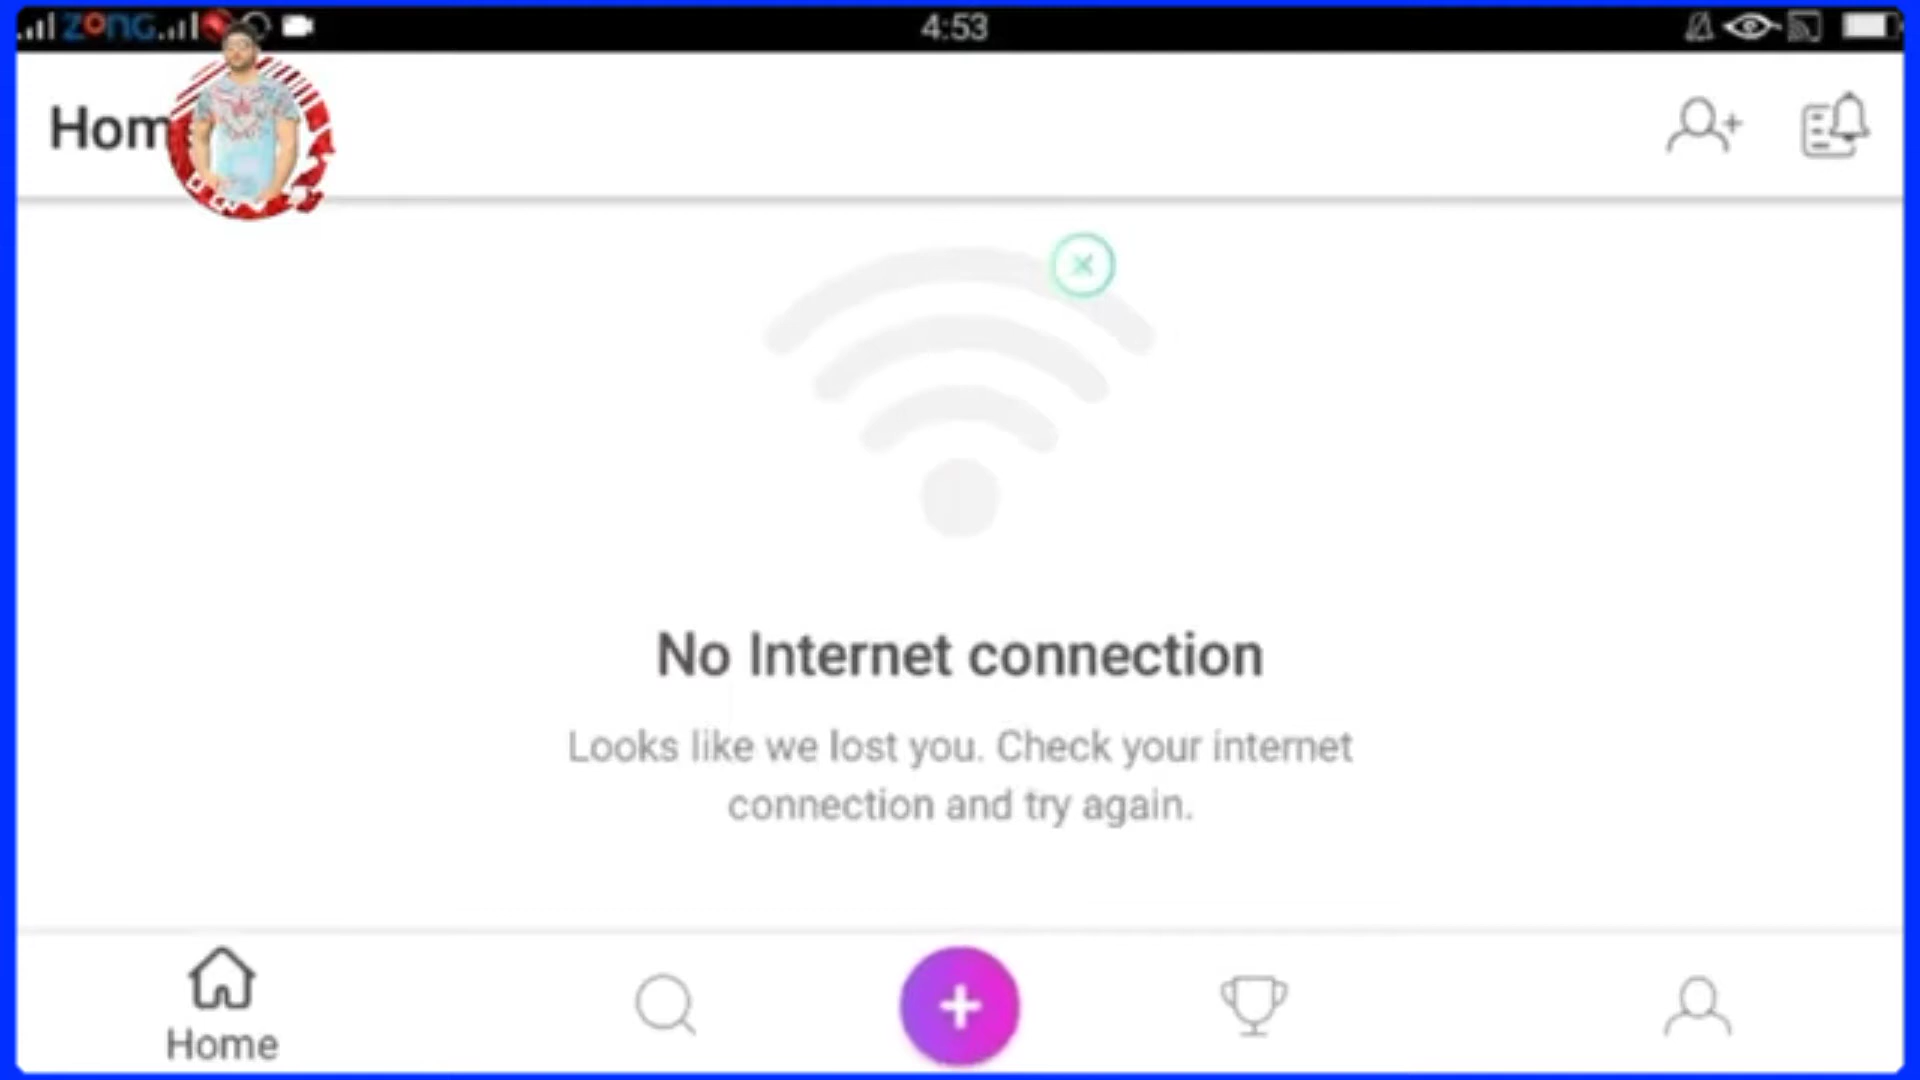 ZONG
4:53
Hom
No Internet connection
Looks like we lost you. Check your internet
connection and try again.
Home